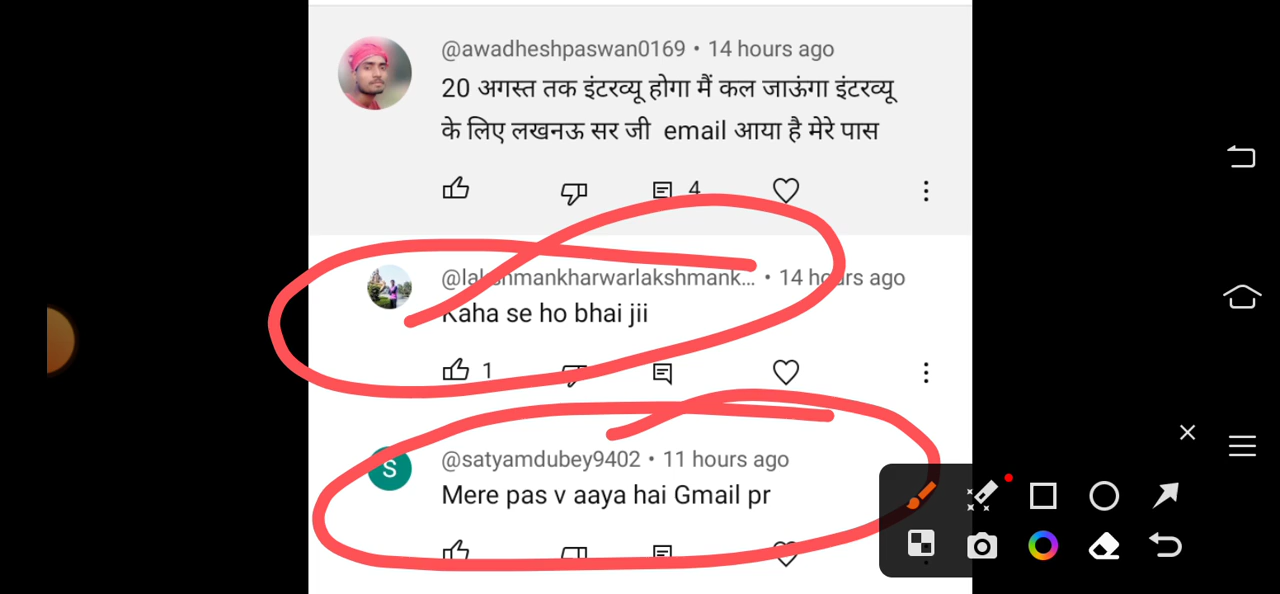 @awadheshpaswan0169 • 14 hours ago
20 अगस्त तक इंटरव्यू होगा मैं कल जाऊंगा इंटरव्यू
के लिए लखनऊ सर जी email आया है मेरे पास
4
@lakshmankharwarlakshmank... • 14 hours ago
Kaha se ho bhai jii
1
@satyamdubey9402 • 11 hours ago
S
Mere pas v aaya hai Gmail pr